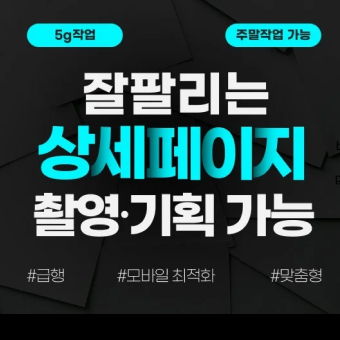 5g작업 주말작업 가능
잘팔리는
상세페이지
촬영·기획 가능
#급행 #모바일 최적화 #맞춤형